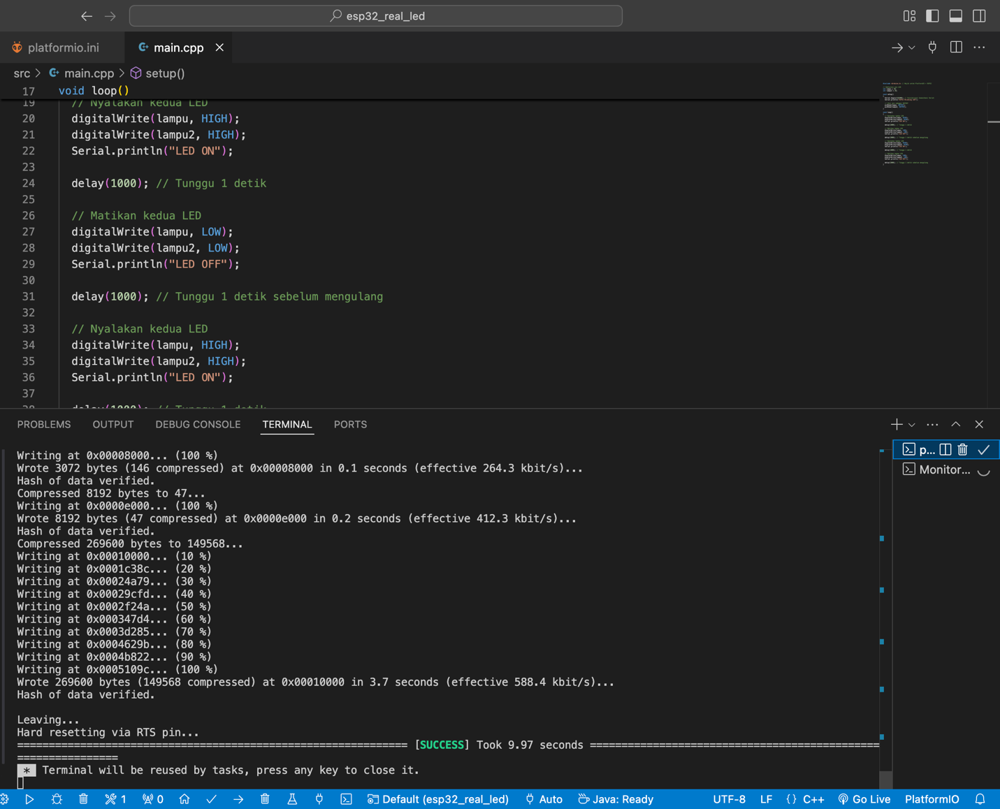 esp32_real_led
platformio.ini
main.cpp
src > main.cpp > setup()
17 void loop()
19 // Nyalakan kedua LED
20 digitalWrite(lampu, HIGH);
21 digitalWrite(lampu2, HIGH);
22 Serial.println("LED ON");
23
24 delay(1000); // Tunggu 1 detik
25
26 // Matikan kedua LED
27 digitalWrite(lampu, LOW);
28 digitalWrite(lampu2, LOW);
29 Serial.println("LED OFF");
30
31 delay(1000); // Tunggu 1 detik sebelum mengulang
32
33 // Nyalakan kedua LED
34 digitalWrite(lampu, HIGH);
35 digitalWrite(lampu2, HIGH);
36 Serial.println("LED ON");
37
38 delay(1000); // Tunggu 1 detik
PROBLEMS OUTPUT DEBUG CONSOLE TERMINAL PORTS
p...
Monitor...
Writing at 0x00008000... (100 %)
Wrote 3072 bytes (146 compressed) at 0x00008000 in 0.1 seconds (effective 264.3 kbit/s)...
Hash of data verified.
Compressed 8192 bytes to 47...
Writing at 0x0000e000... (100 %)
Wrote 8192 bytes (47 compressed) at 0x0000e000 in 0.2 seconds (effective 412.3 kbit/s)...
Hash of data verified.
Compressed 269600 bytes to 149568...
Writing at 0x00010000... (10 %)
Writing at 0x0001c38c... (20 %)
Writing at 0x00024a79... (30 %)
Writing at 0x00029cfd... (40 %)
Writing at 0x0002f24a... (50 %)
Writing at 0x000347d4... (60 %)
Writing at 0x0003d285... (70 %)
Writing at 0x0004629b... (80 %)
Writing at 0x0004b822... (90 %)
Writing at 0x0005109c... (100 %)
Wrote 269600 bytes (149568 compressed) at 0x00010000 in 3.7 seconds (effective 588.4 kbit/s)...
Hash of data verified.
Leaving...
Hard resetting via RTS pin...
============================================================== [SUCCESS] Took 9.97 seconds ==============================================
================
* Terminal will be reused by tasks, press any key to close it.
1 0 Default (esp32_real_led) Auto Java: Ready UTF-8 LF {} C++ Go Live PlatformIO